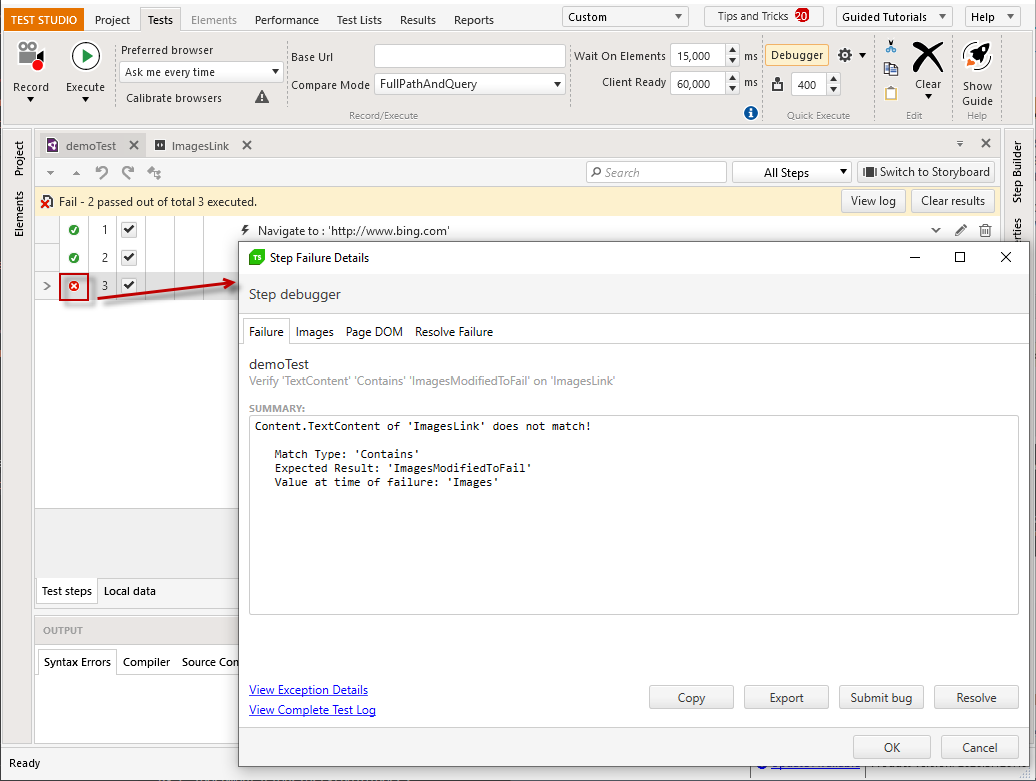 TEST STUDIO Project Tests Elements Performance Test Lists Results Reports Custom Tips and Tricks 20 Guided Tutorials Help
Record
Execute
Preferred browser
Ask me every time
Calibrate browsers
Base Url
Compare Mode FullPathAndQuery
Wait On Elements 15,000 ms
Client Ready 60,000 ms
Record/Execute
Debugger
400
Quick Execute
Clear
Edit
Show
Guide
Help
Project
Elements
demoTest ImagesLink
Search All Steps Switch to Storyboard
Step Builder
Fail - 2 passed out of total 3 executed. View log Clear results
1 Navigate to : 'http://www.bing.com'
2
3
TS Step Failure Details
Step debugger
Failure Images Page DOM Resolve Failure
demoTest
Verify 'TextContent' 'Contains' 'ImagesModifiedToFail' on 'ImagesLink'
SUMMARY:
Content.TextContent of 'ImagesLink' does not match!
Match Type: 'Contains'
Expected Result: 'ImagesModifiedToFail'
Value at time of failure: 'Images'
View Exception Details
View Complete Test Log
Copy Export Submit bug Resolve
OK Cancel
Test steps Local data
OUTPUT
Syntax Errors Compiler Source Con
Ready